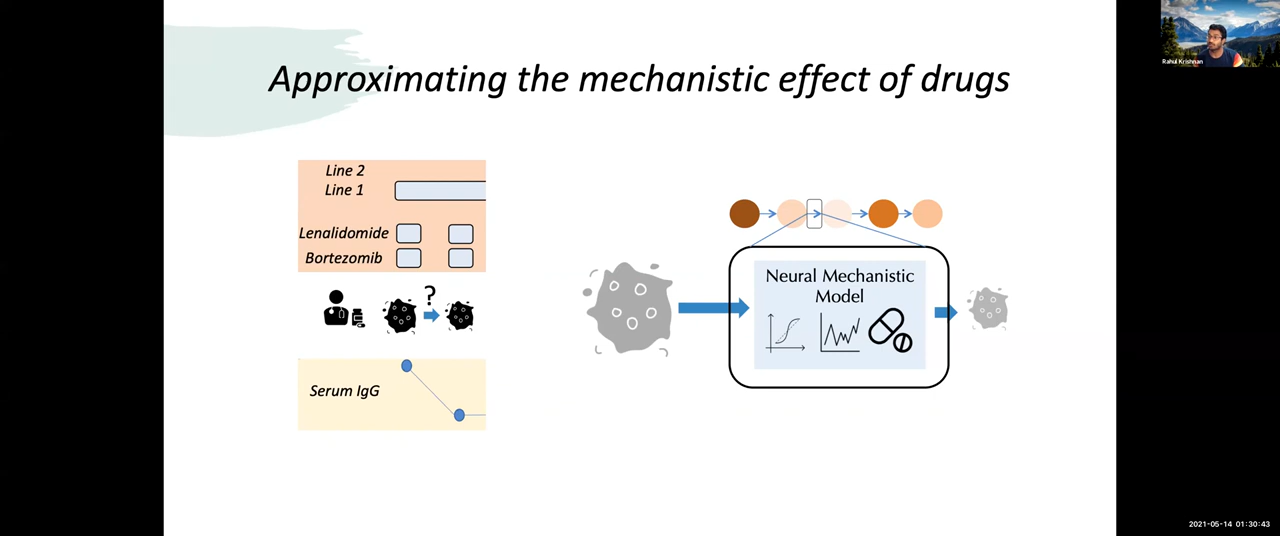 Approximating the mechanistic effect of drugs
Rahul Krishnan
Line 2
Line 1
Lenalidomide
Bortezomib
?
Serum IgG
Neural Mechanistic
Model
2021-05-14 01:30:43